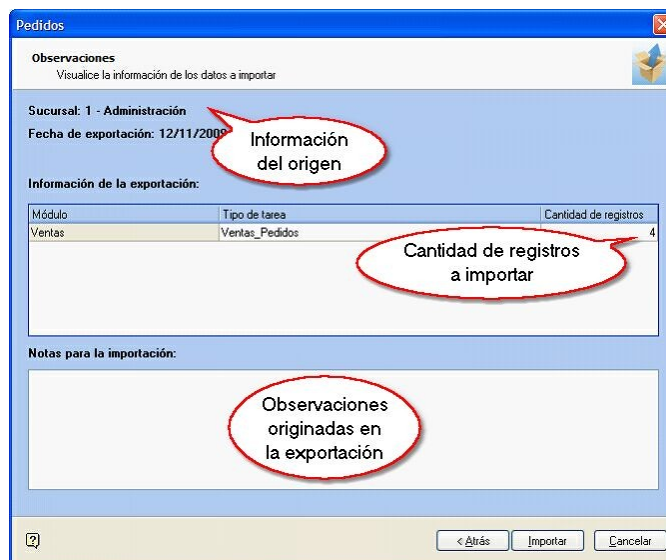 Pedidos
Observaciones
Visualice la información de los datos a importar
Sucursal: 1 - Administración
Fecha de exportación: 12/11/2009
Información
del origen
Información de la exportación:
Módulo Tipo de tarea Cantidad de registros
Ventas Ventas_Pedidos 4
Cantidad de registros
a importar
Notas para la importación:
Observaciones
originadas en
la exportación
< Atrás Importar Cancelar